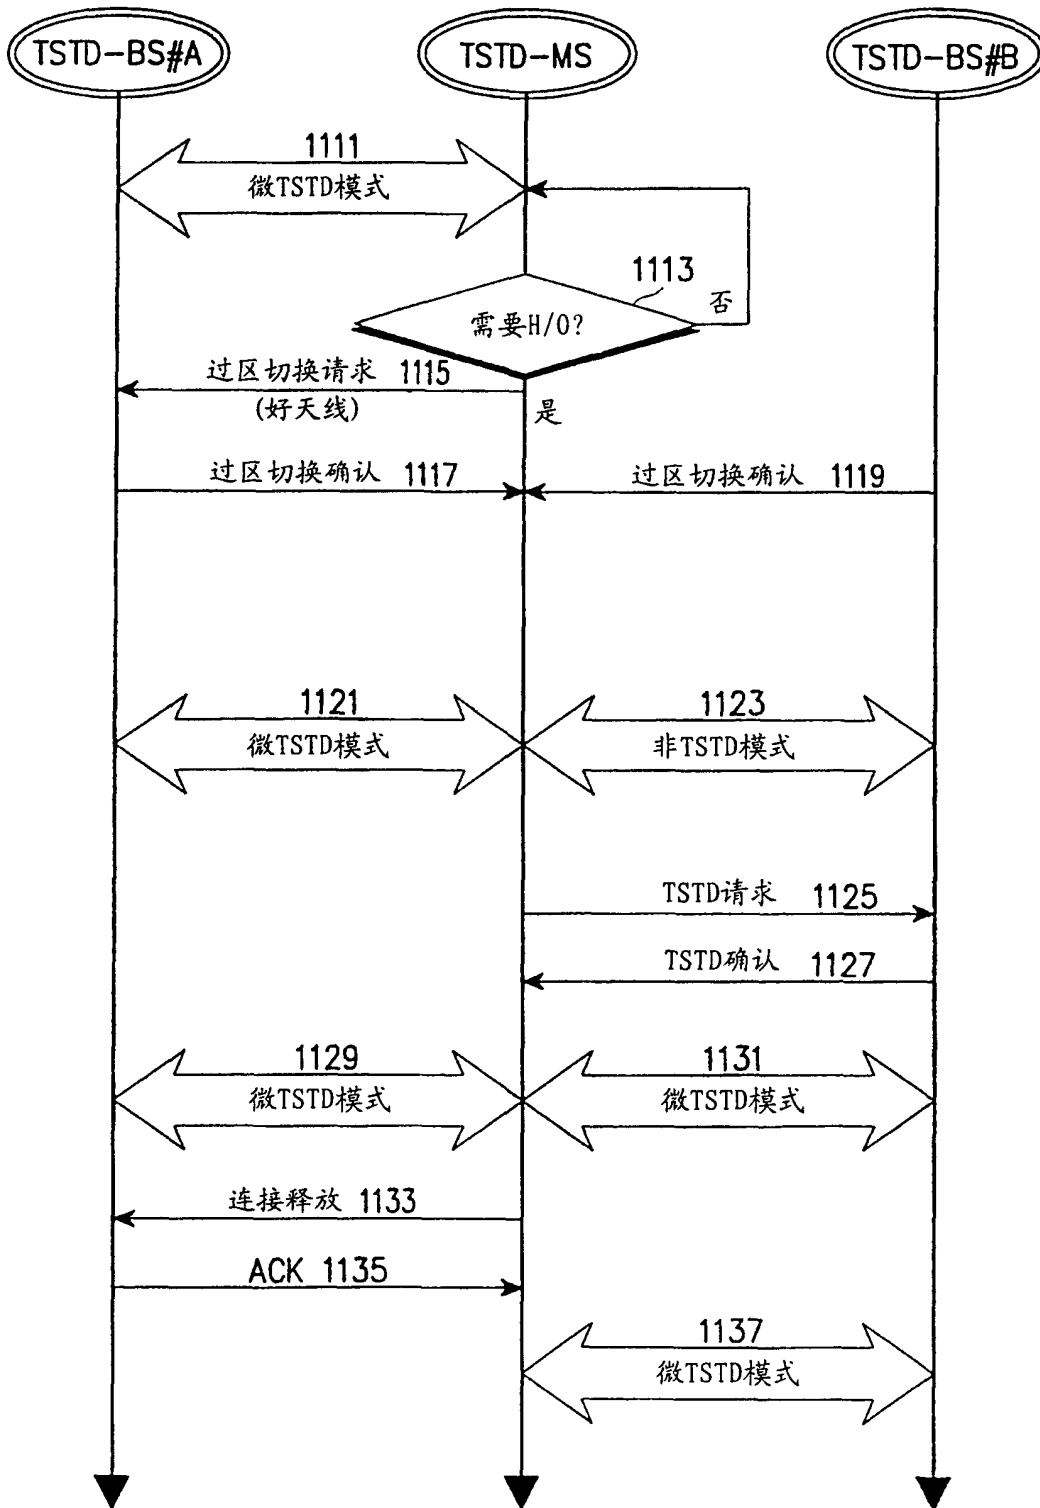 TSTD-BS#A
TSTD-MS
TSTD-BS#B
1111
微TSTD模式
1113
需要H/O?
否
过区切换请求 1115
(好天线)
是
过区切换确认 1117
过区切换确认 1119
1121
微TSTD模式
1123
非TSTD模式
TSTD请求 1125
TSTD确认 1127
1129
微TSTD模式
1131
微TSTD模式
连接释放 1133
ACK 1135
1137
微TSTD模式